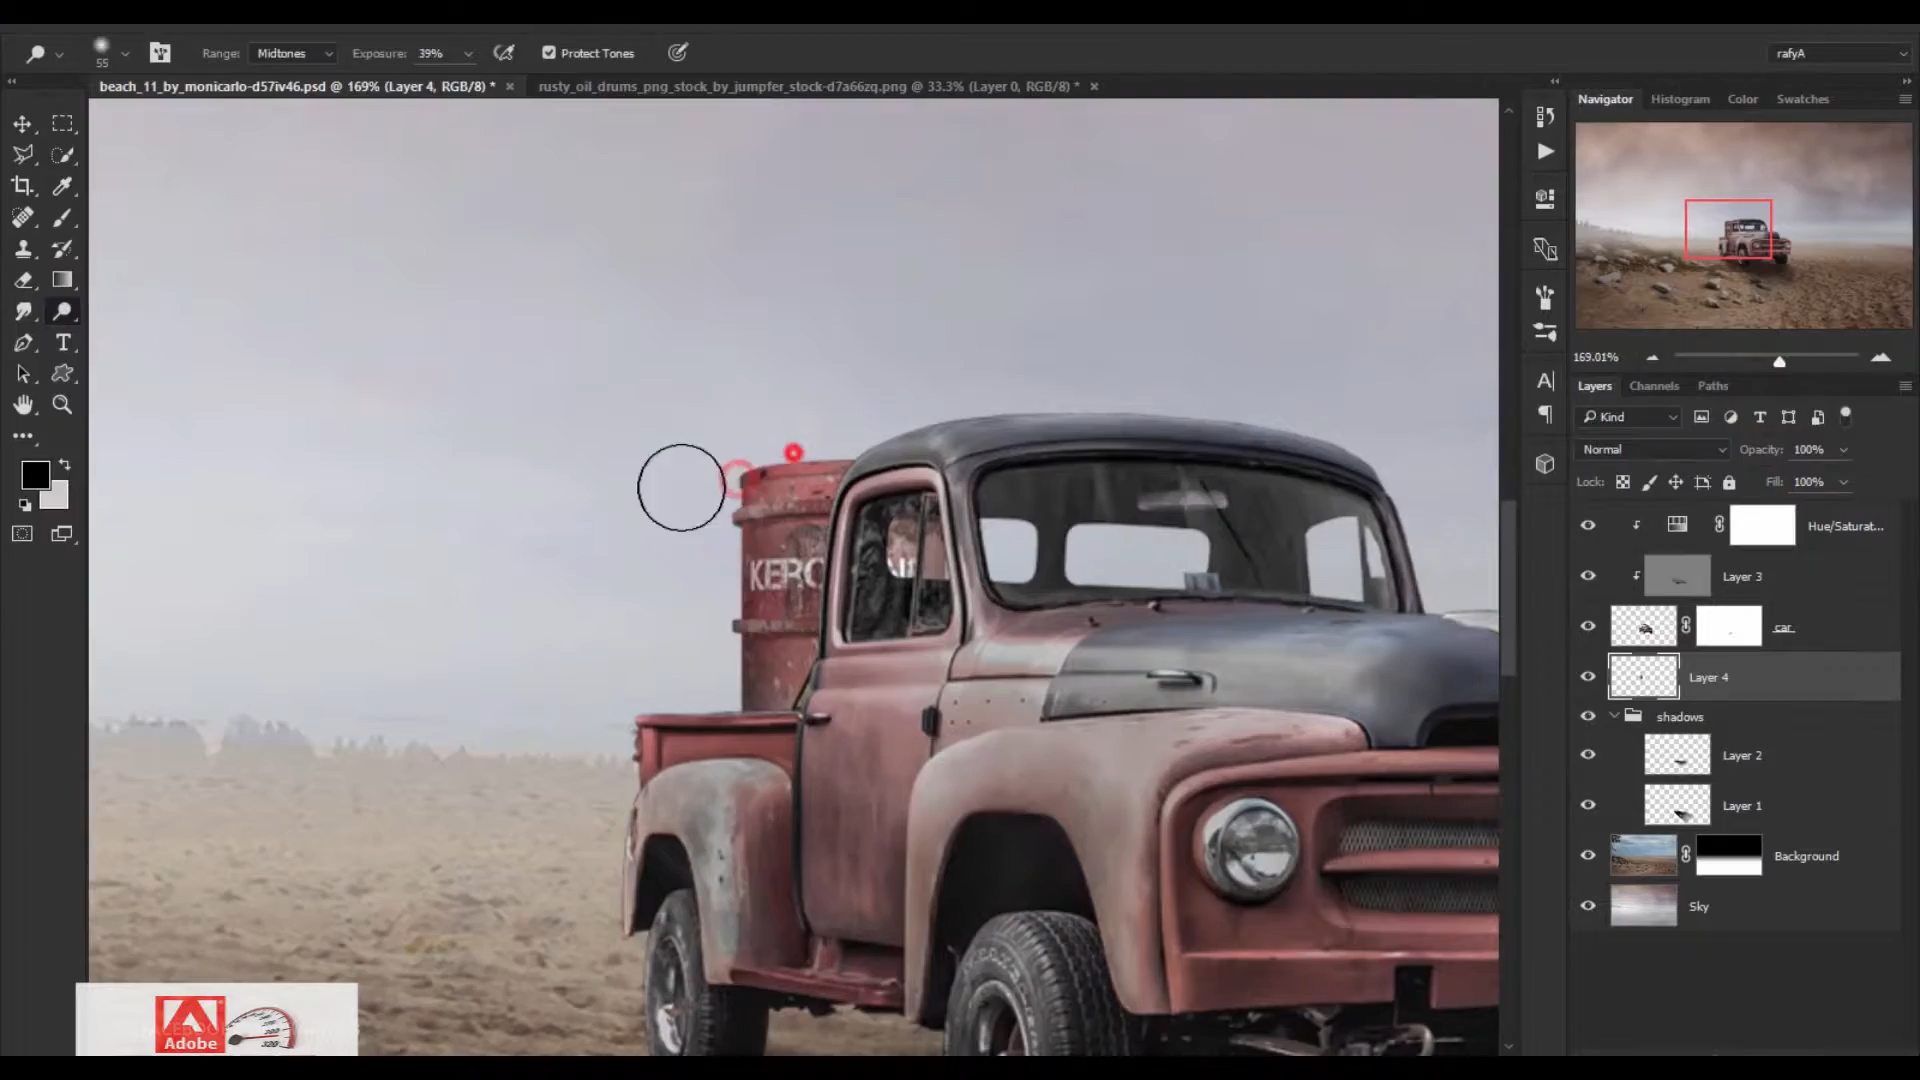 55
Range: Midtones
Exposure: 39%
Protect Tones
rafyA
beach_11_by_monicarlo-d57iv46.psd @ 169% (Layer 4, RGB/8) *
rusty_oil_drums_png_stock_by_jumpfer_stock-d7a66zq.png @ 33.3% (Layer 0, RGB/8) *
Navigator
Histogram
Color
Swatches
169.01%
Layers
Channels
Paths
Kind
Normal
Opacity: 100%
Lock:
Fill: 100%
Hue/Saturat...
Layer 3
car
Layer 4
shadows
Layer 2
Layer 1
Background
Sky
KERO
Adobe
320